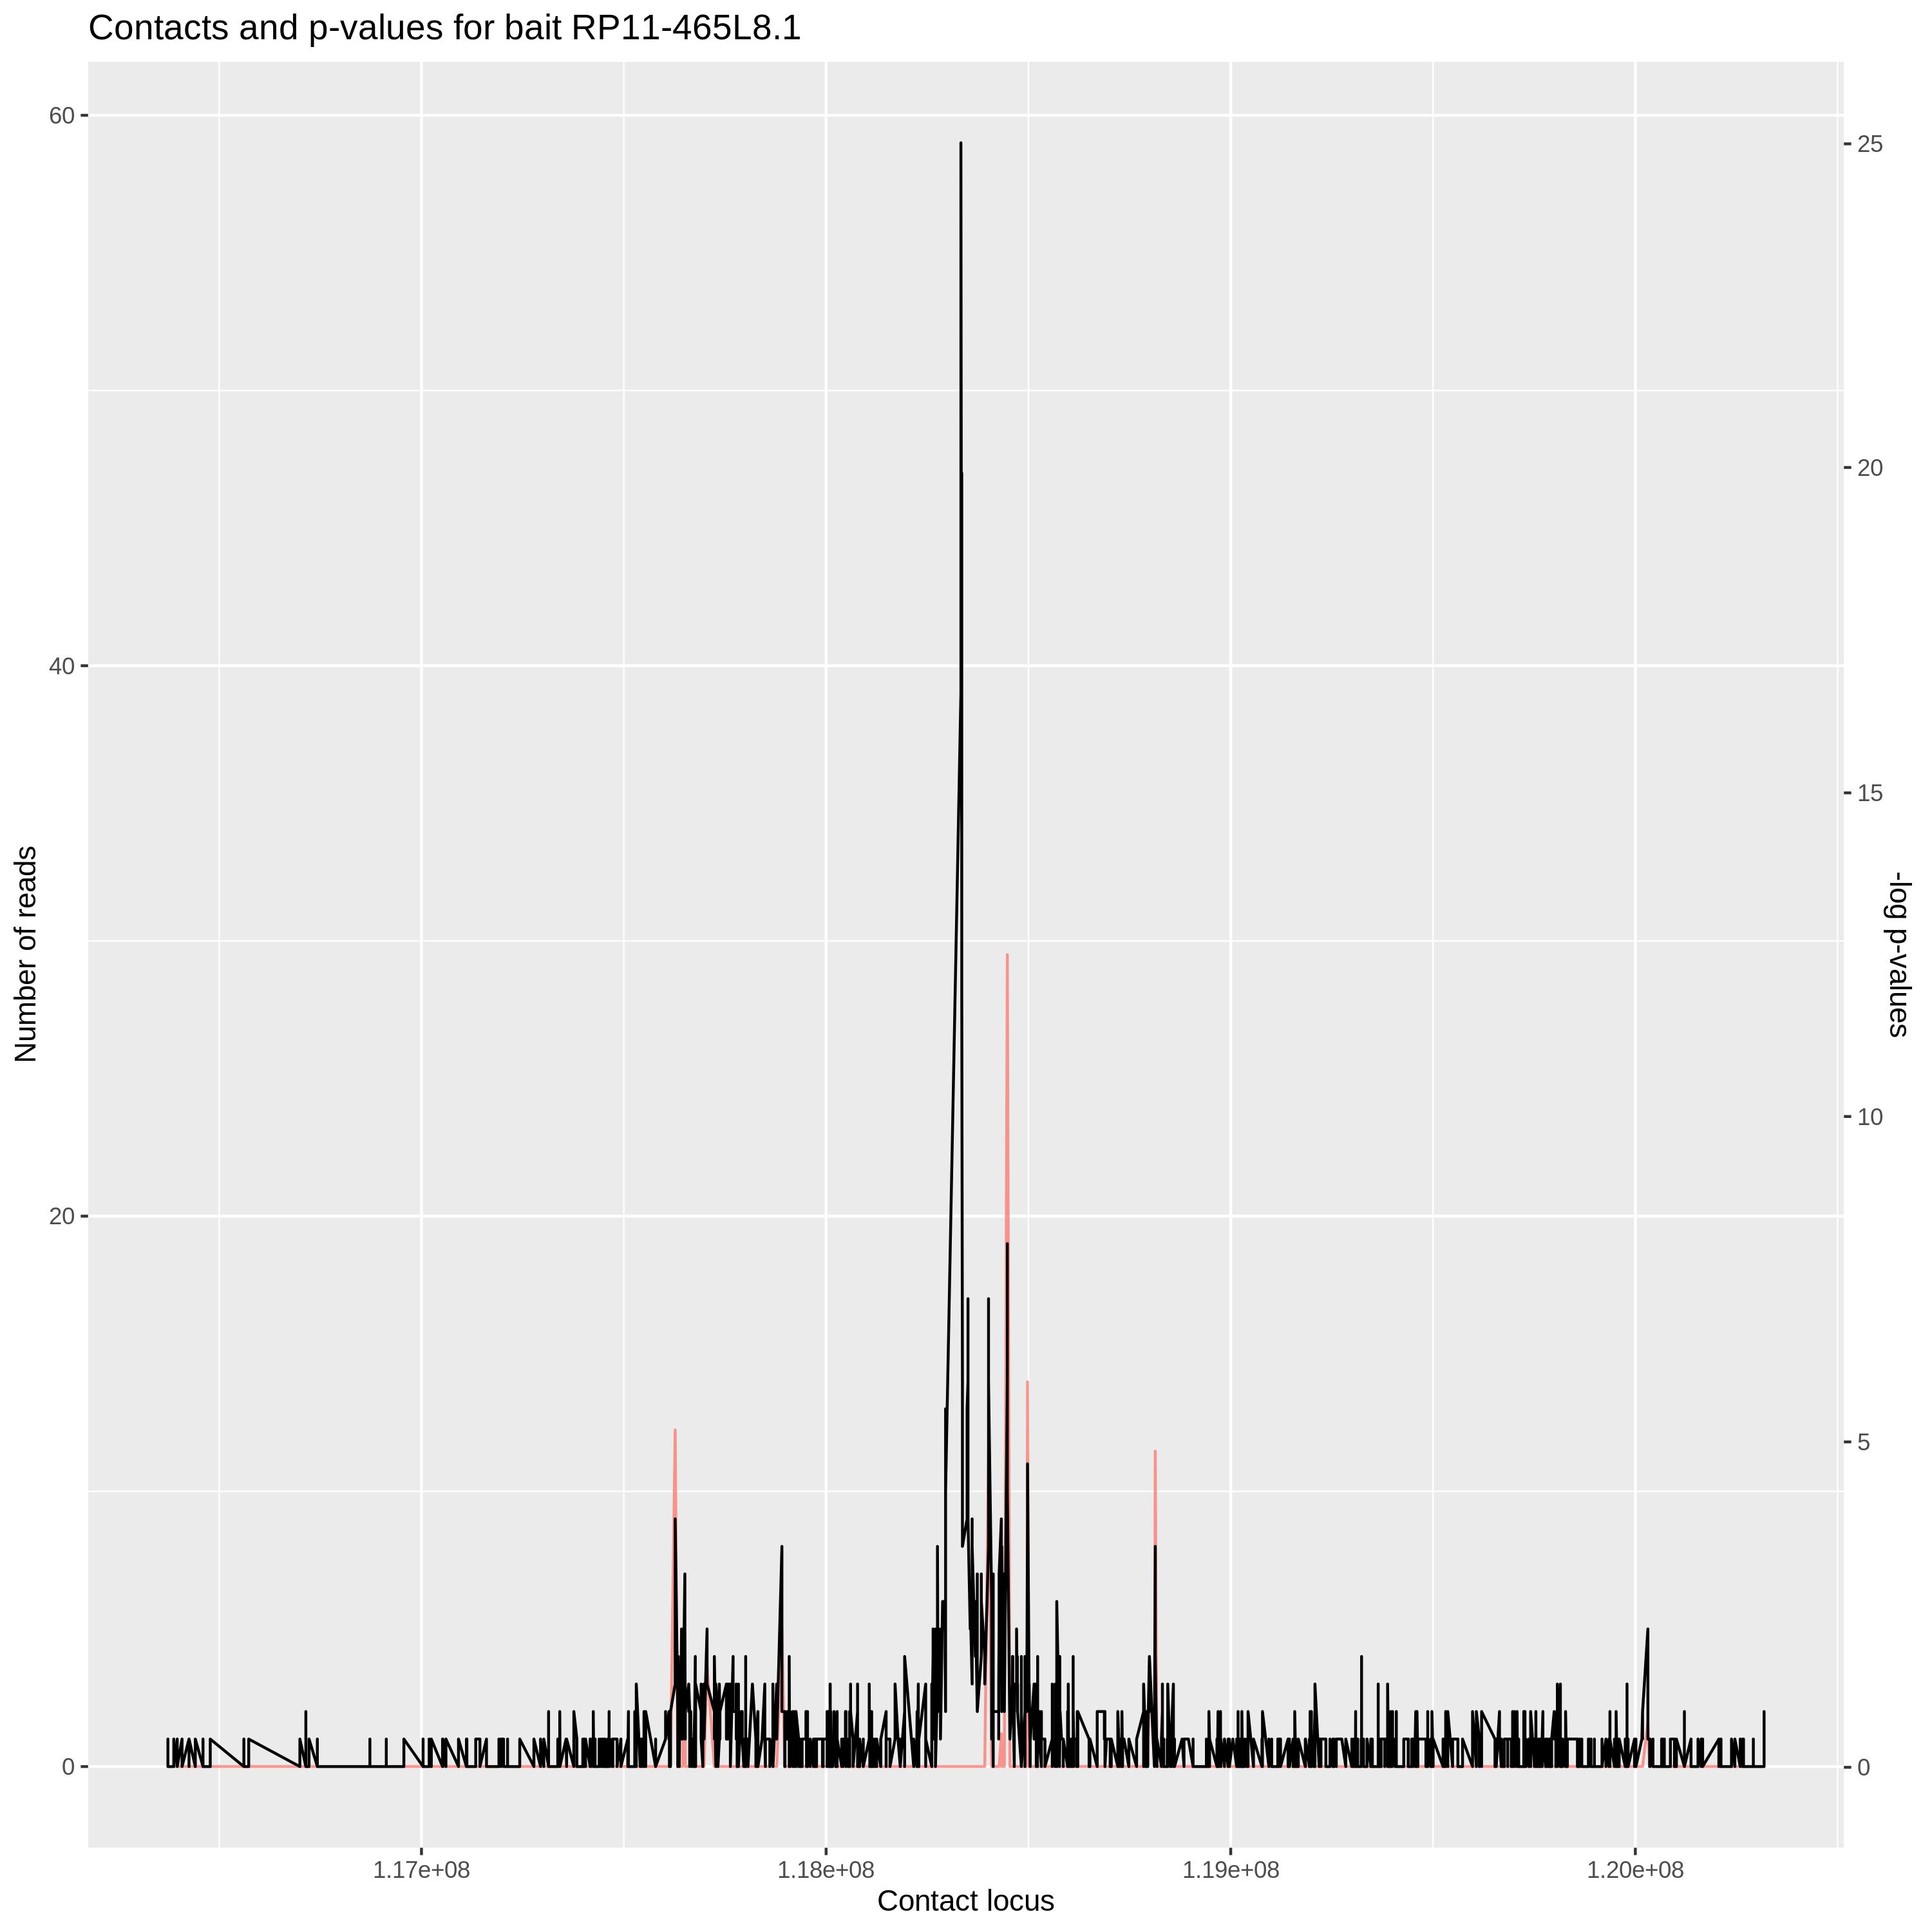 Contacts and p-values for bait RP11-465L8.1
60
40
20
0
Number of reads
25
20
15
10
5
0
-log p-values
1.17e+08
1.18e+08
1.19e+08
1.20e+08
Contact locus